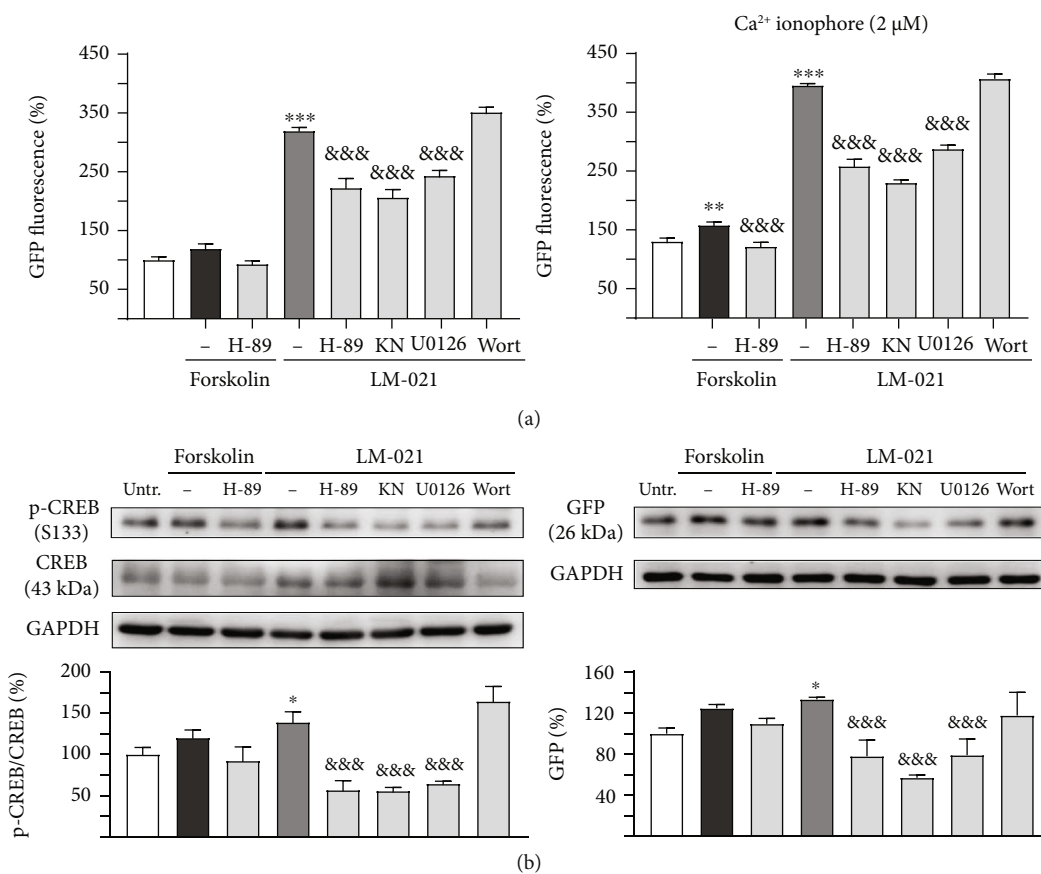 Ca²⁺ ionophore (2 μM)
GFP fluorescence (%)
450
350
250
150
50
***
&&&
&&&
&&&
– H-89 – H-89 KN U0126 Wort
Forskolin LM-021
GFP fluorescence (%)
450
350
250
150
50
**
&&&
***
&&&
&&&
&&&
– H-89 – H-89 KN U0126 Wort
Forskolin LM-021
(a)
Forskolin LM-021
Untr. – H-89 – H-89 KN U0126 Wort
p-CREB
(S133)
CREB
(43 kDa)
GAPDH
p-CREB/CREB (%)
200
150
100
50
*
&&& &&& &&&
Forskolin LM-021
Untr. – H-89 – H-89 KN U0126 Wort
GFP
(26 kDa)
GAPDH
GFP (%)
160
120
80
40
*
&&&
&&&
&&&
(b)